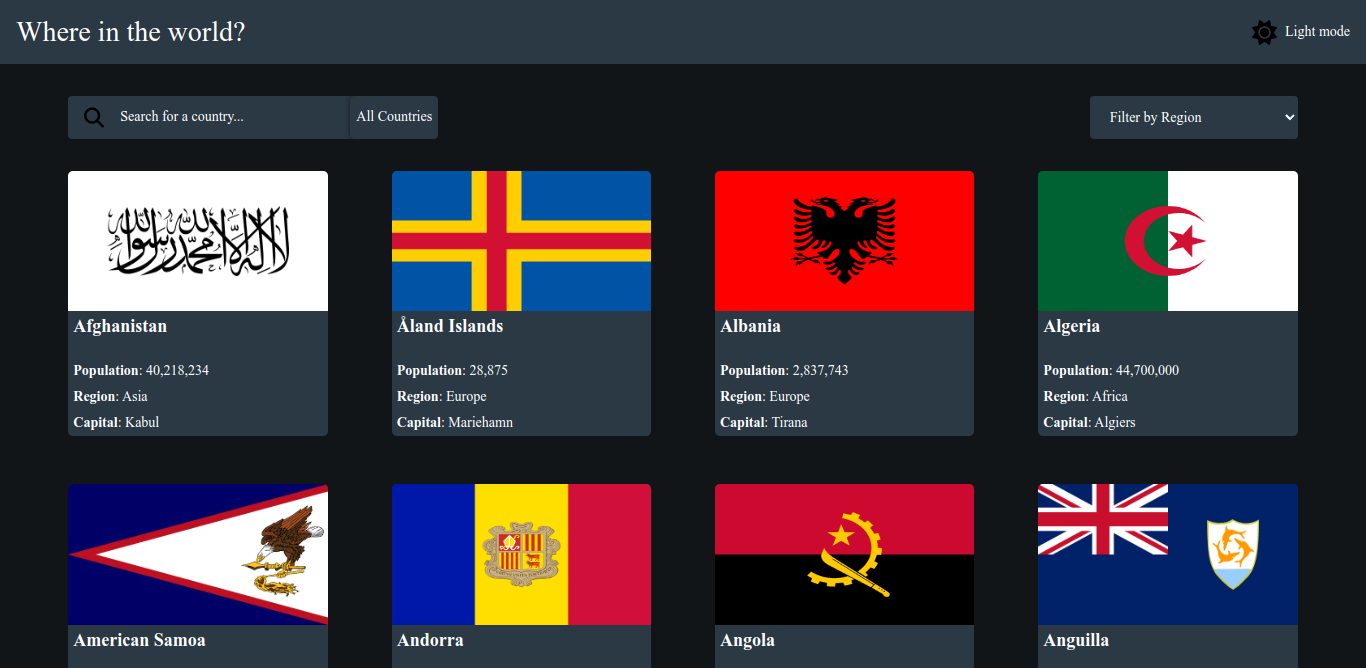 Where in the world?
Light mode
Search for a country...
All Countries
Filter by Region
لا إله إلا الله محمد رسول الله
Afghanistan
Population: 40,218,234
Region: Asia
Capital: Kabul
Åland Islands
Population: 28,875
Region: Europe
Capital: Mariehamn
Albania
Population: 2,837,743
Region: Europe
Capital: Tirana
Algeria
Population: 44,700,000
Region: Africa
Capital: Algiers
American Samoa
Andorra
Angola
Anguilla